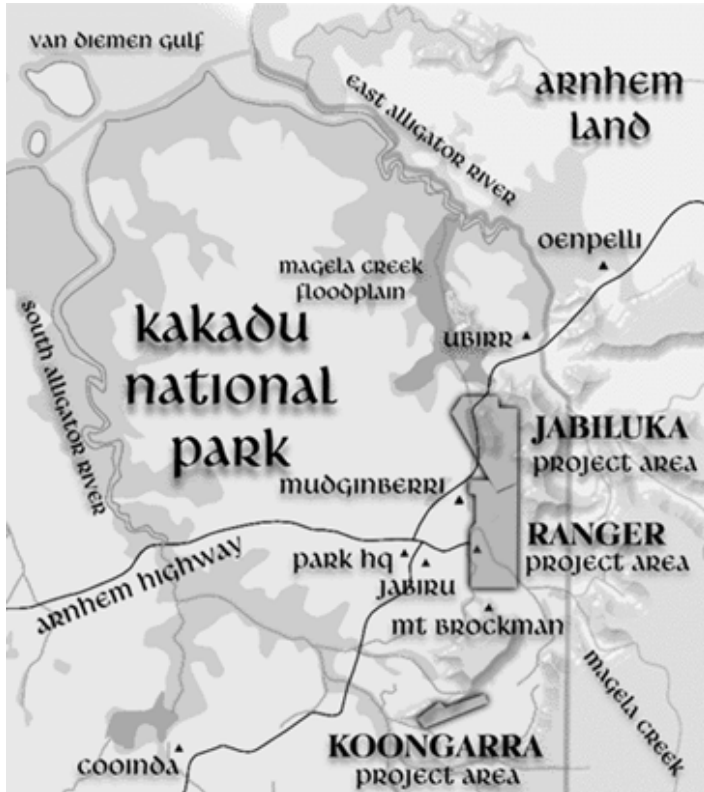 van diemen gulf
east alligator river
arnhem
land
oenpelli
magela creek
floodplain
ubirr
kakadu
national
park
south alligator river
JABILUKA
project area
mudginberri
RANGER
project area
arnhem highway
park hq
jabiru
mt brockman
magela creek
KOONGARRA
project area
cooinda